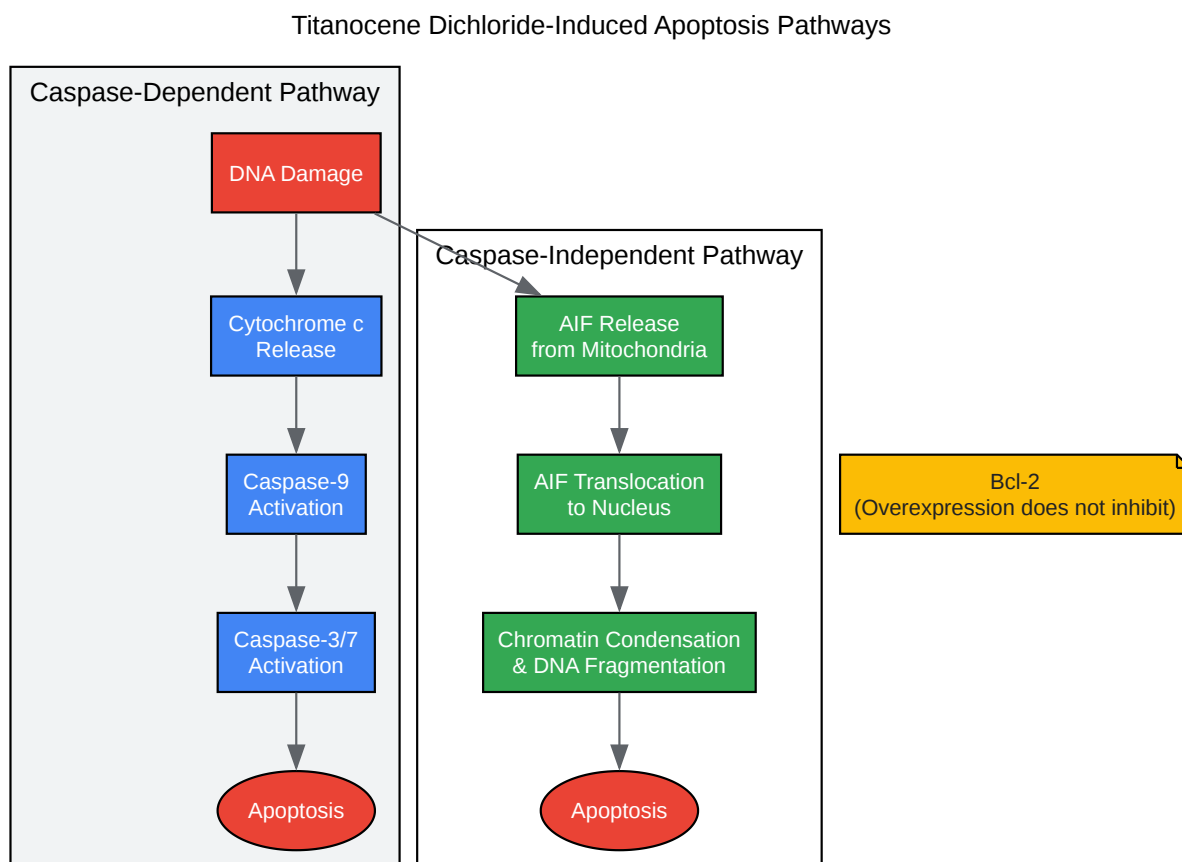 Titanocene Dichloride-Induced Apoptosis Pathways
Caspase-Dependent Pathway
DNA Damage
Cytochrome c
Release
Caspase-9
Activation
Caspase-3/7
Activation
Apoptosis
Caspase-Independent Pathway
AIF Release
from Mitochondria
AIF Translocation
to Nucleus
Chromatin Condensation
& DNA Fragmentation
Apoptosis
Bcl-2
(Overexpression does not inhibit)